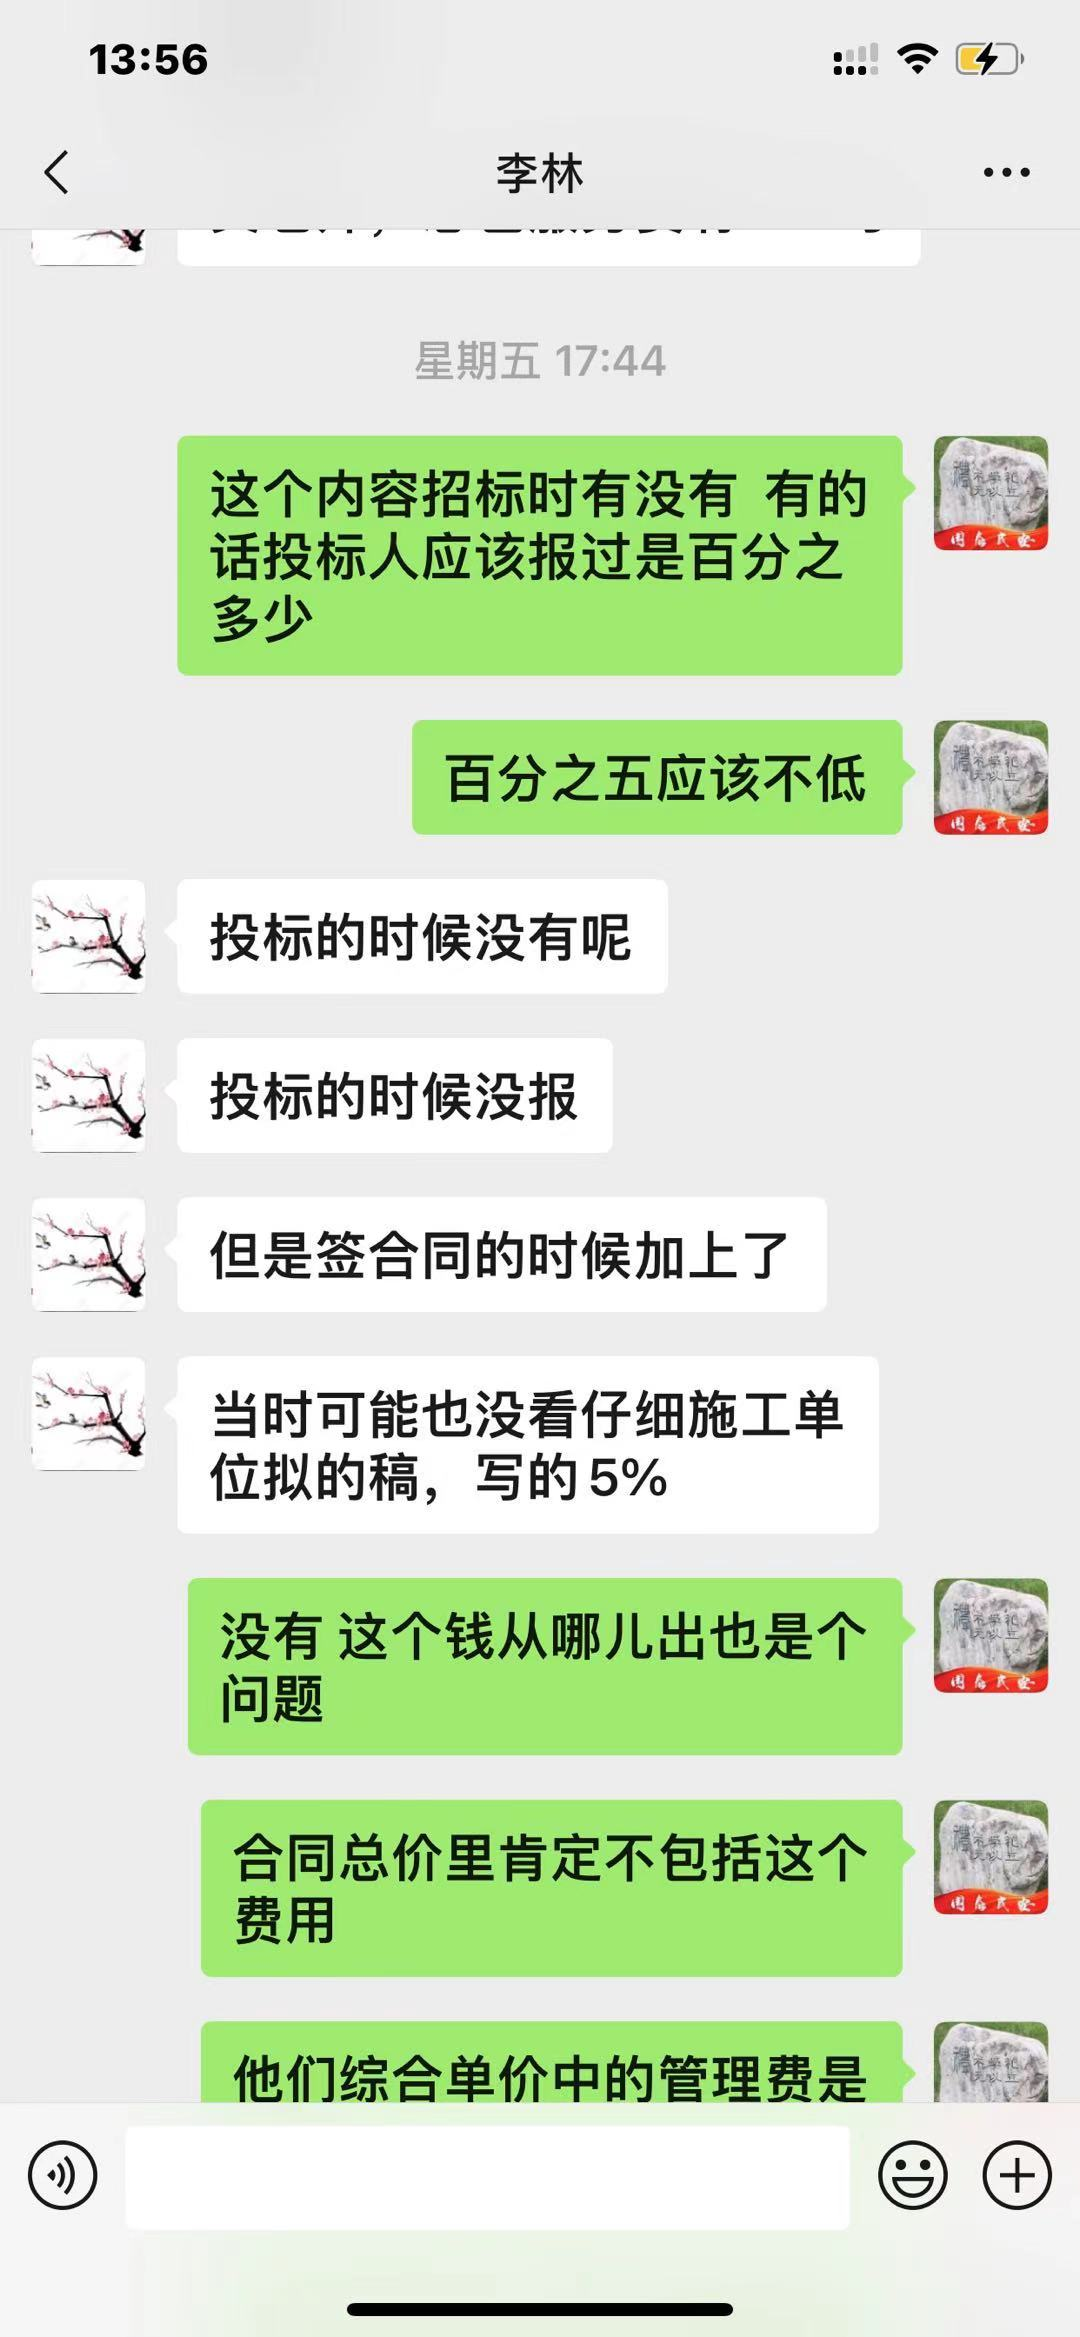 13:56
李林
星期五 17:44
这个内容招标时有没有 有的
话投标人应该报过是百分之
多少
百分之五应该不低
投标的时候没有呢
投标的时候没报
但是签合同的时候加上了
当时可能也没看仔细施工单
位拟的稿，写的5%
没有 这个钱从哪儿出也是个
问题
合同总价里肯定不包括这个
费用
他们综合单价中的管理费是